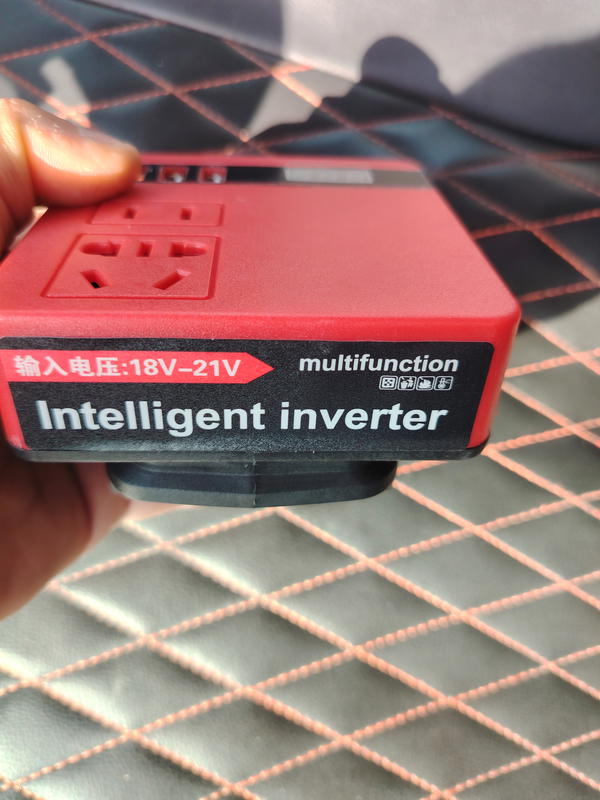 输入电压:18V-21V
multifunction
Intelligent inverter